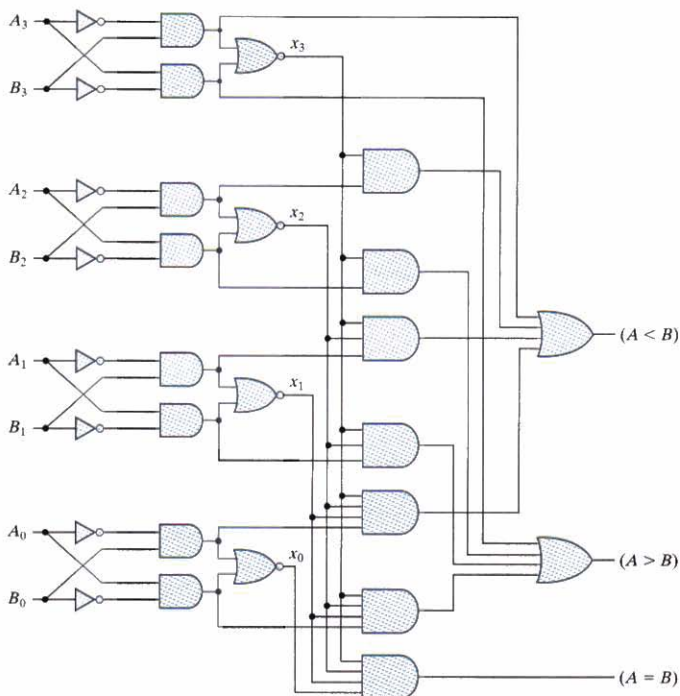 A₃
x₃
B₃
A₂
x₂
B₂
(A < B)
A₁
x₁
B₁
A₀
x₀
(A > B)
B₀
(A = B)